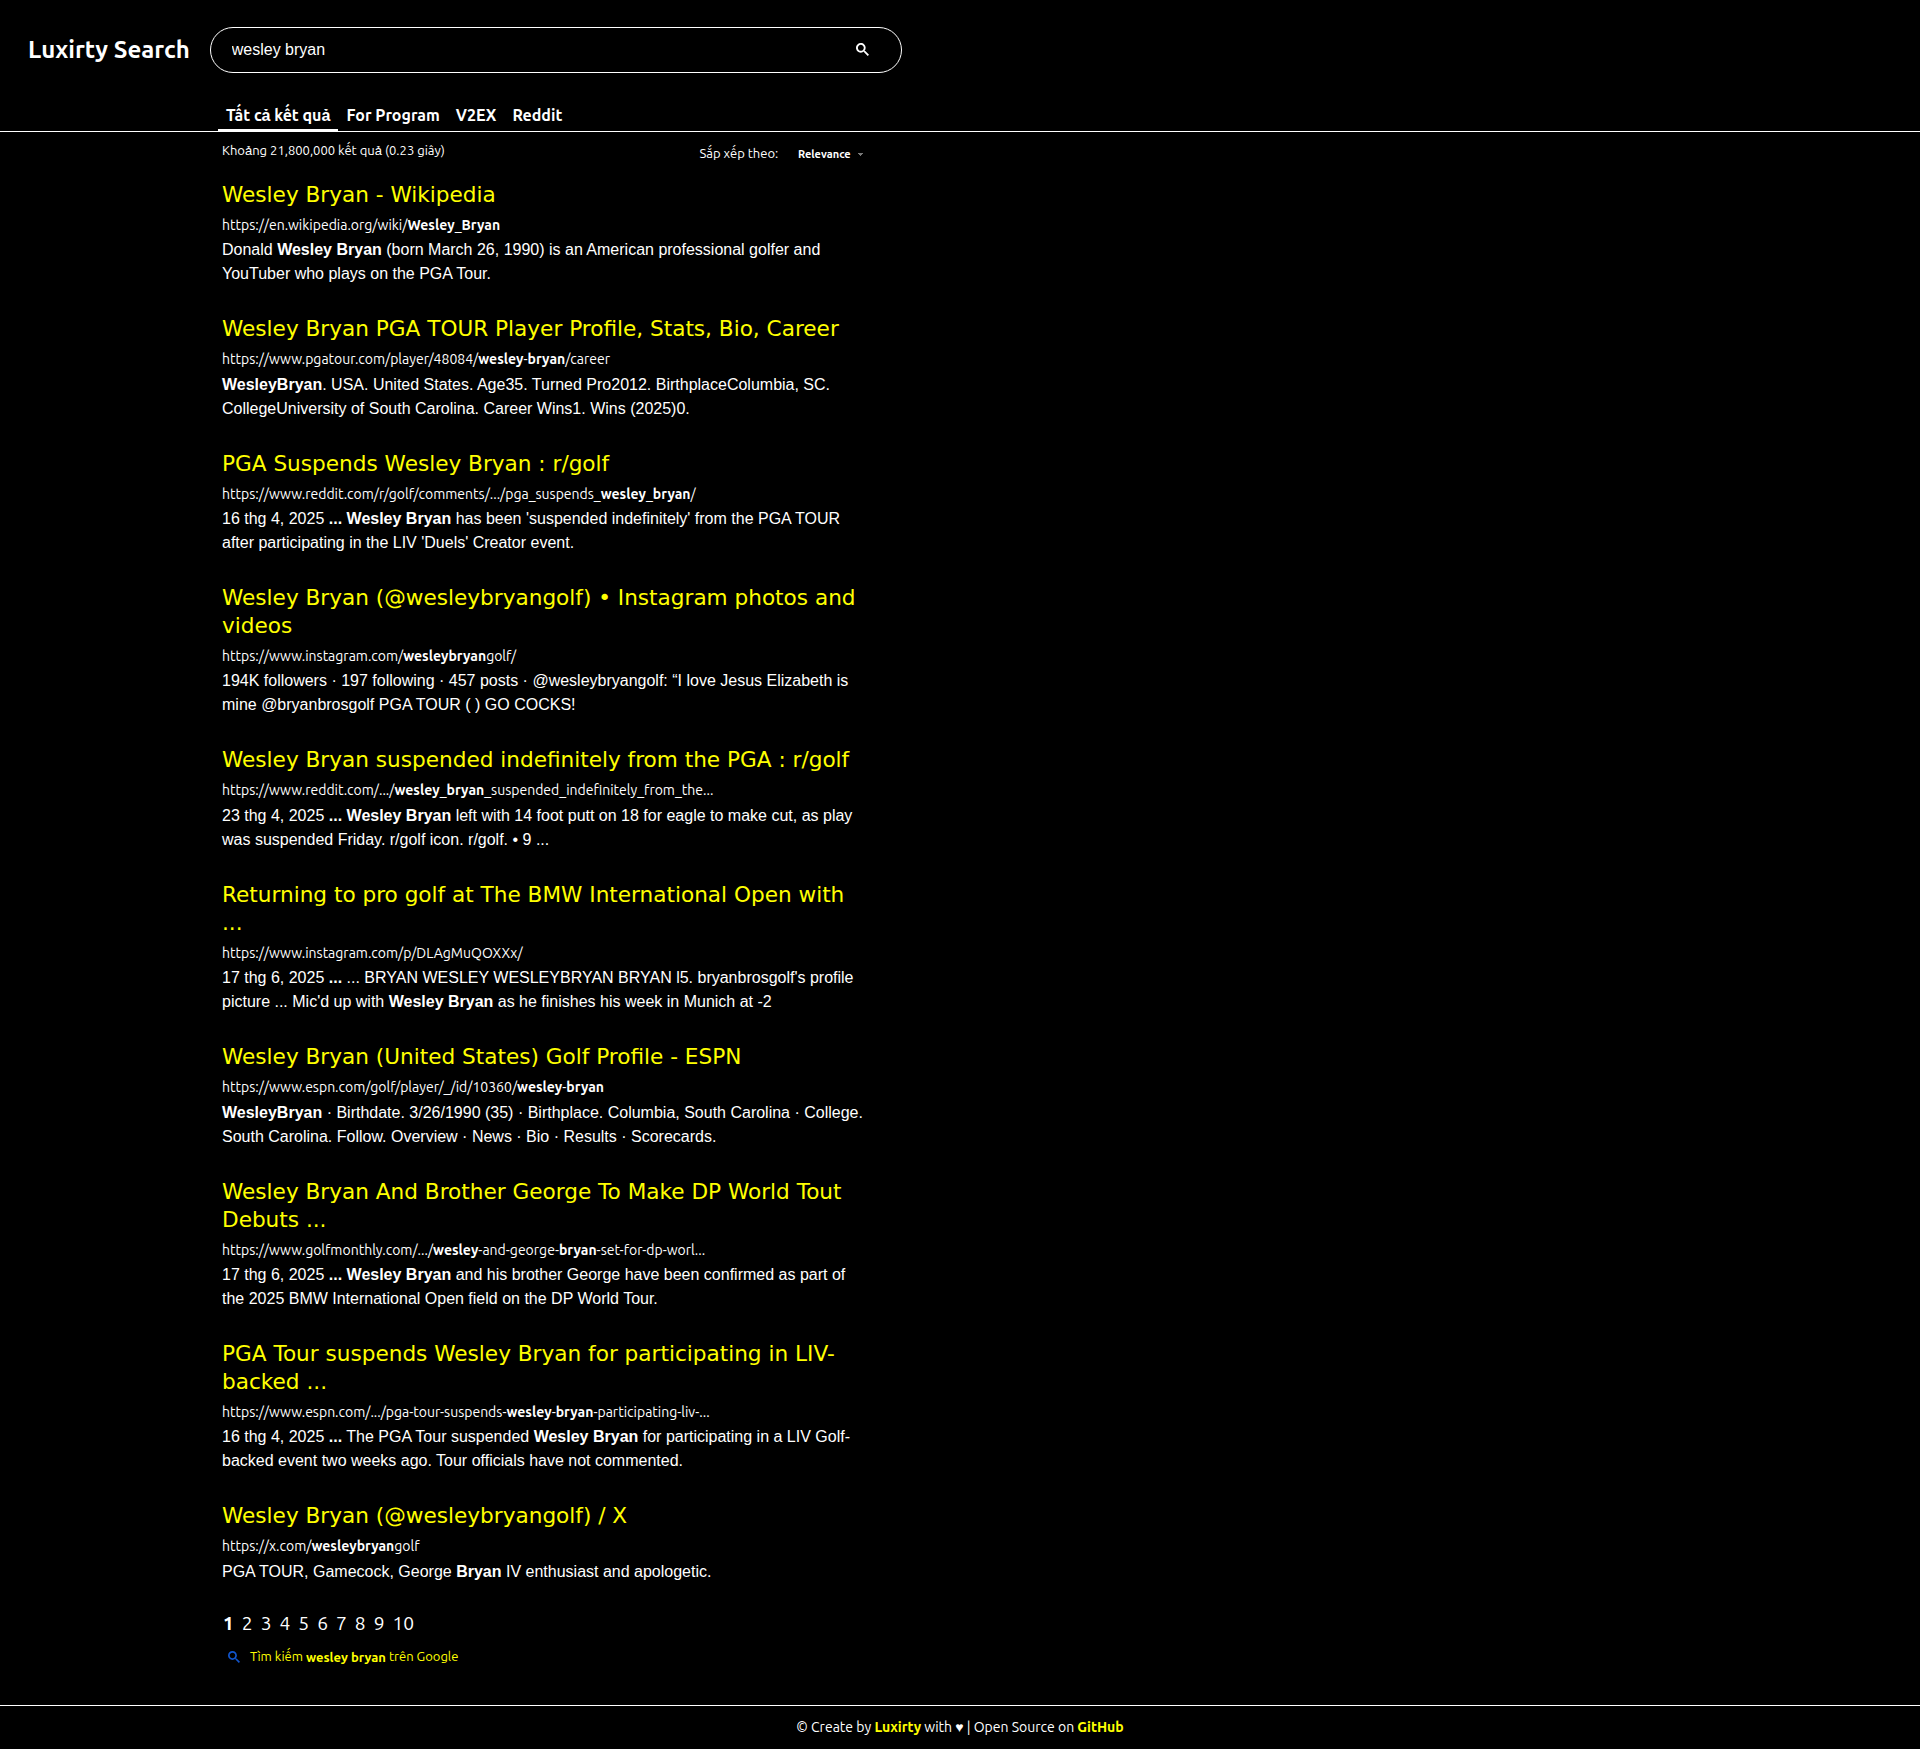 Luxirty Search
wesley bryan
Tất cả kết quả For Program V2EX Reddit
Khoảng 21,800,000 kết quả (0.23 giây)
Sắp xếp theo: Relevance
Wesley Bryan - Wikipedia
https://en.wikipedia.org/wiki/Wesley_Bryan
Donald Wesley Bryan (born March 26, 1990) is an American professional golfer and
YouTuber who plays on the PGA Tour.
Wesley Bryan PGA TOUR Player Profile, Stats, Bio, Career
https://www.pgatour.com/player/48084/wesley-bryan/career
WesleyBryan. USA. United States. Age35. Turned Pro2012. BirthplaceColumbia, SC.
CollegeUniversity of South Carolina. Career Wins1. Wins (2025)0.
PGA Suspends Wesley Bryan : r/golf
https://www.reddit.com/r/golf/comments/.../pga_suspends_wesley_bryan/
16 thg 4, 2025 ... Wesley Bryan has been 'suspended indefinitely' from the PGA TOUR
after participating in the LIV 'Duels' Creator event.
Wesley Bryan (@wesleybryangolf) • Instagram photos and
videos
https://www.instagram.com/wesleybryangolf/
194K followers · 197 following · 457 posts · @wesleybryangolf: “I love Jesus Elizabeth is
mine @bryanbrosgolf PGA TOUR ( ) GO COCKS!
Wesley Bryan suspended indefinitely from the PGA : r/golf
https://www.reddit.com/.../wesley_bryan_suspended_indefinitely_from_the...
23 thg 4, 2025 ... Wesley Bryan left with 14 foot putt on 18 for eagle to make cut, as play
was suspended Friday. r/golf icon. r/golf. • 9 ...
Returning to pro golf at The BMW International Open with
...
https://www.instagram.com/p/DLAgMuQOXXx/
17 thg 6, 2025 ... ... BRYAN WESLEY WESLEYBRYAN BRYAN l5. bryanbrosgolf's profile
picture ... Mic'd up with Wesley Bryan as he finishes his week in Munich at -2
Wesley Bryan (United States) Golf Profile - ESPN
https://www.espn.com/golf/player/_/id/10360/wesley-bryan
WesleyBryan · Birthdate. 3/26/1990 (35) · Birthplace. Columbia, South Carolina · College.
South Carolina. Follow. Overview · News · Bio · Results · Scorecards.
Wesley Bryan And Brother George To Make DP World Tout
Debuts ...
https://www.golfmonthly.com/.../wesley-and-george-bryan-set-for-dp-worl...
17 thg 6, 2025 ... Wesley Bryan and his brother George have been confirmed as part of
the 2025 BMW International Open field on the DP World Tour.
PGA Tour suspends Wesley Bryan for participating in LIV-
backed ...
https://www.espn.com/.../pga-tour-suspends-wesley-bryan-participating-liv-...
16 thg 4, 2025 ... The PGA Tour suspended Wesley Bryan for participating in a LIV Golf-
backed event two weeks ago. Tour officials have not commented.
Wesley Bryan (@wesleybryangolf) / X
https://x.com/wesleybryangolf
PGA TOUR, Gamecock, George Bryan IV enthusiast and apologetic.
1 2 3 4 5 6 7 8 9 10
Tìm kiếm wesley bryan trên Google
© Create by Luxirty with ♥ | Open Source on GitHub